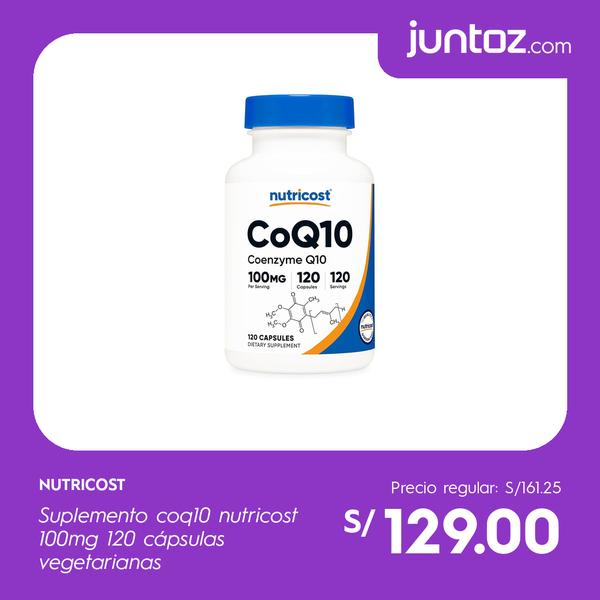 juntoz.com
nutricost
CoQ10
Coenzyme Q10
100MG 120 120
Per Serving Capsules Servings
120 CAPSULES
DIETARY SUPPLEMENT
NUTRICOST
Suplemento coq10 nutricost
100mg 120 cápsulas
vegetarianas
Precio regular: S/161.25
S/ 129.00